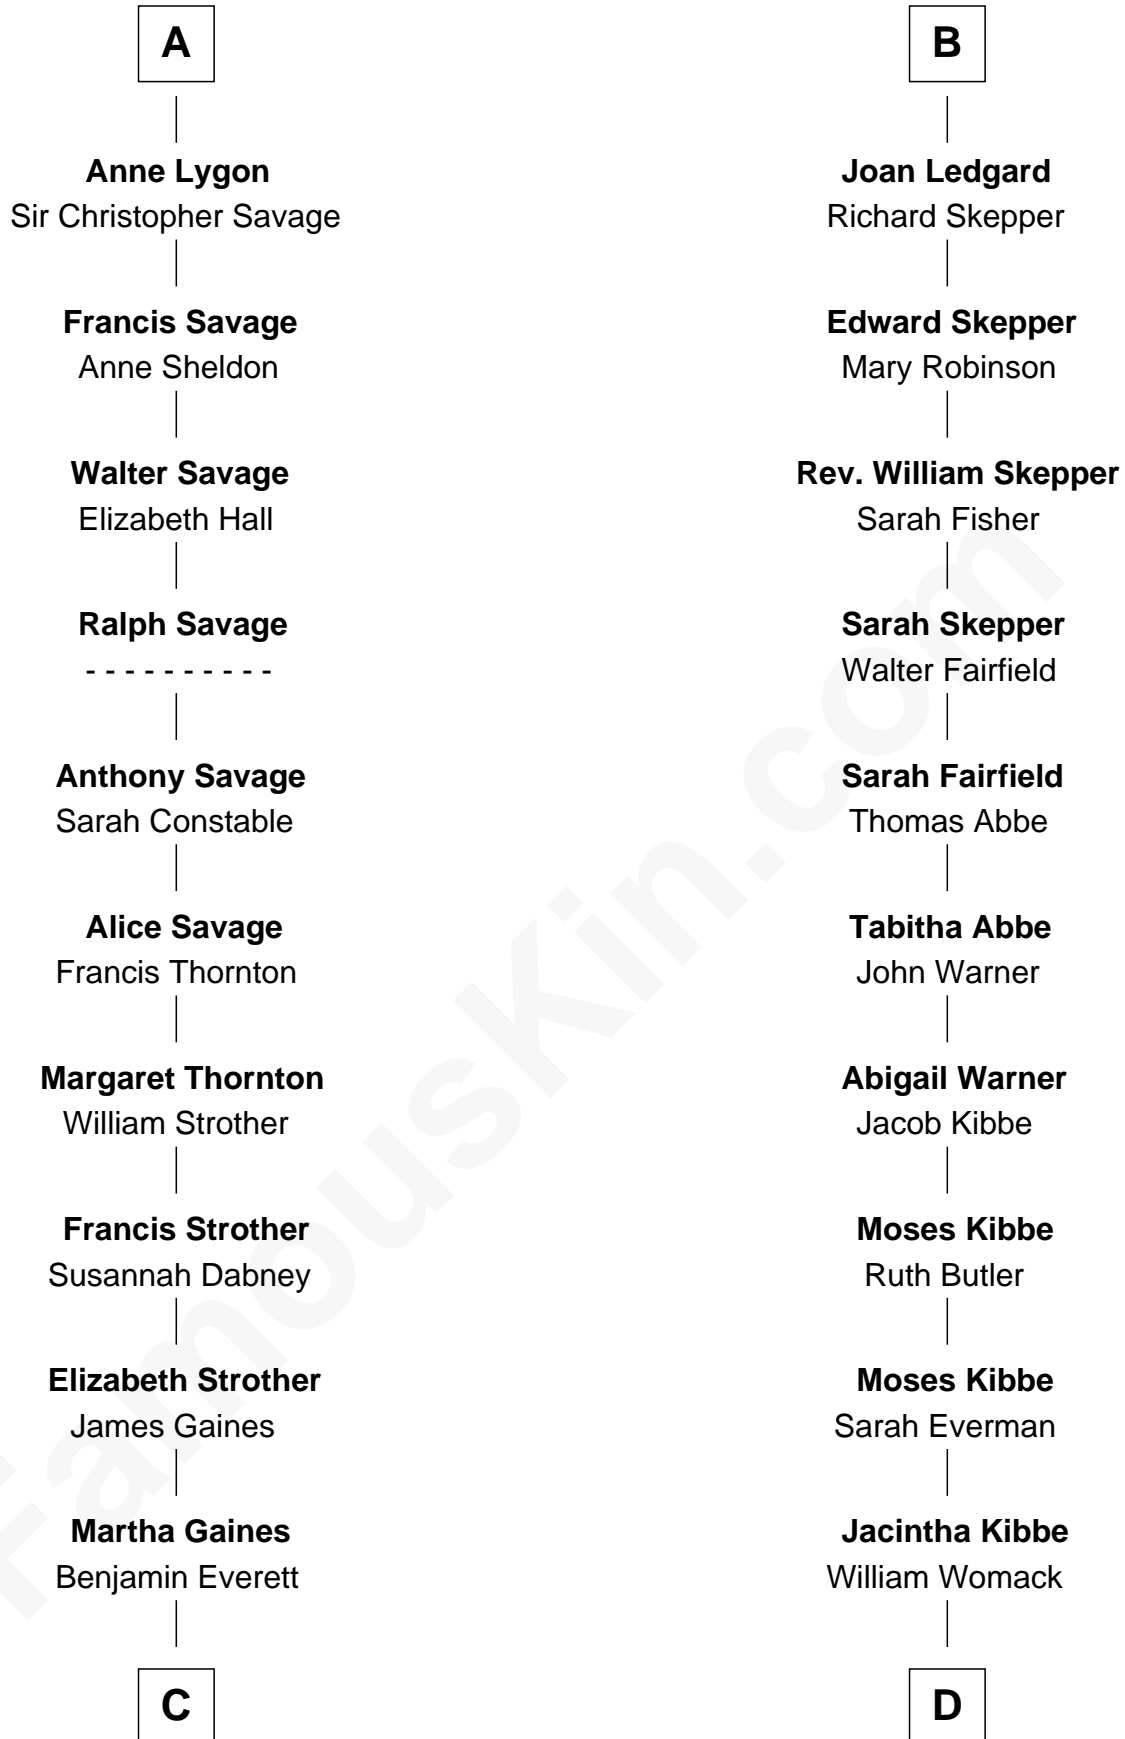 A
Anne Lygon
Sir Christopher Savage
Francis Savage
Anne Sheldon
Walter Savage
Elizabeth Hall
Ralph Savage
- - - - - - - - - -
Anthony Savage
Sarah Constable
Alice Savage
Francis Thornton
Margaret Thornton
William Strother
Francis Strother
Susannah Dabney
Elizabeth Strother
James Gaines
Martha Gaines
Benjamin Everett
C
B
Joan Ledgard
Richard Skepper
Edward Skepper
Mary Robinson
Rev. William Skepper
Sarah Fisher
Sarah Skepper
Walter Fairfield
Sarah Fairfield
Thomas Abbe
Tabitha Abbe
John Warner
Abigail Warner
Jacob Kibbe
Moses Kibbe
Ruth Butler
Moses Kibbe
Sarah Everman
Jacintha Kibbe
William Womack
D
FamousKin.com